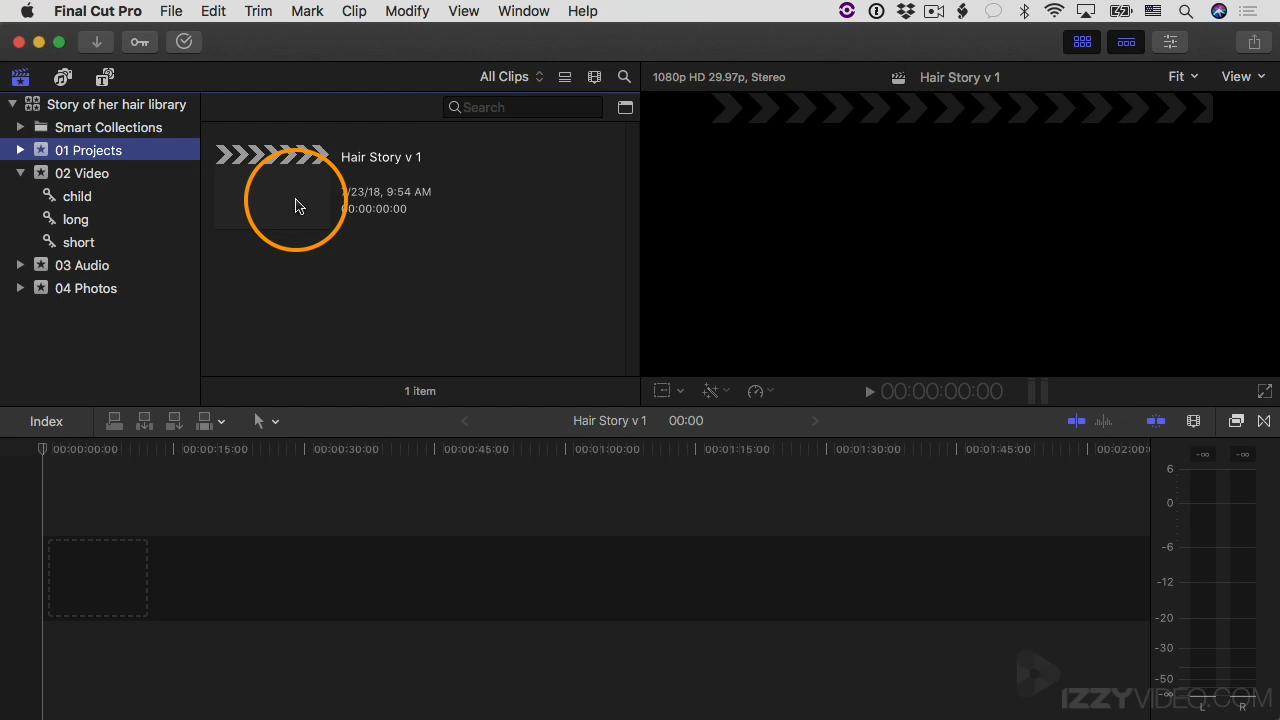 Final Cut Pro File Edit Trim Mark Clip Modify View Window Help
All Clips
1080p HD 29.97p, Stereo
Hair Story v 1
Fit
View
Story of her hair library
Search
Smart Collections
01 Projects
02 Video
child
long
short
03 Audio
04 Photos
Hair Story v 1
7/23/18, 9:54 AM
00:00:00:00
1 item
00:00:00:00
Index
Hair Story v 1 00:00
00:00:00:00 00:00:15:00 00:00:30:00 00:00:45:00 00:01:00:00 00:01:15:00 00:01:30:00 00:01:45:00 00:02:00:
-∞ -∞
6
0
-6
-12
-20
-30
-50
-∞
L R
IZZYVIDEO.COM